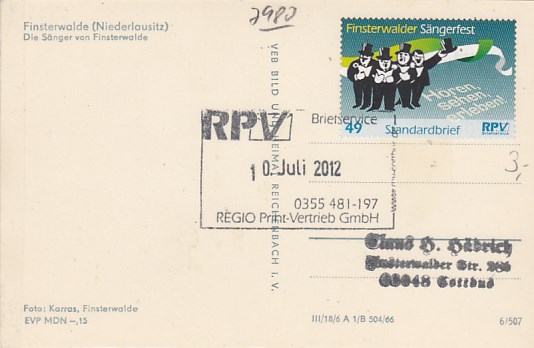 Finsterwalde (Niederlausitz)
Die Sänger von Finsterwalde
2980
Finsterwalder Sängerfest
Hören,
sehen,
erleben!
49 Standardbrief RPV
RPV Briefservice
10. Juli 2012
0355 481-197
REGIO Print-Vertrieb GmbH
VEB BILD UND HEIMAT REICHENBACH I. V.
3,-
Claus H. Hädrich
Finsterwalder Str. 28b
03048 Cottbus
Foto: Karras, Finsterwalde
EVP MDN -,15
III/18/6 A 1/B 504/66
6/507